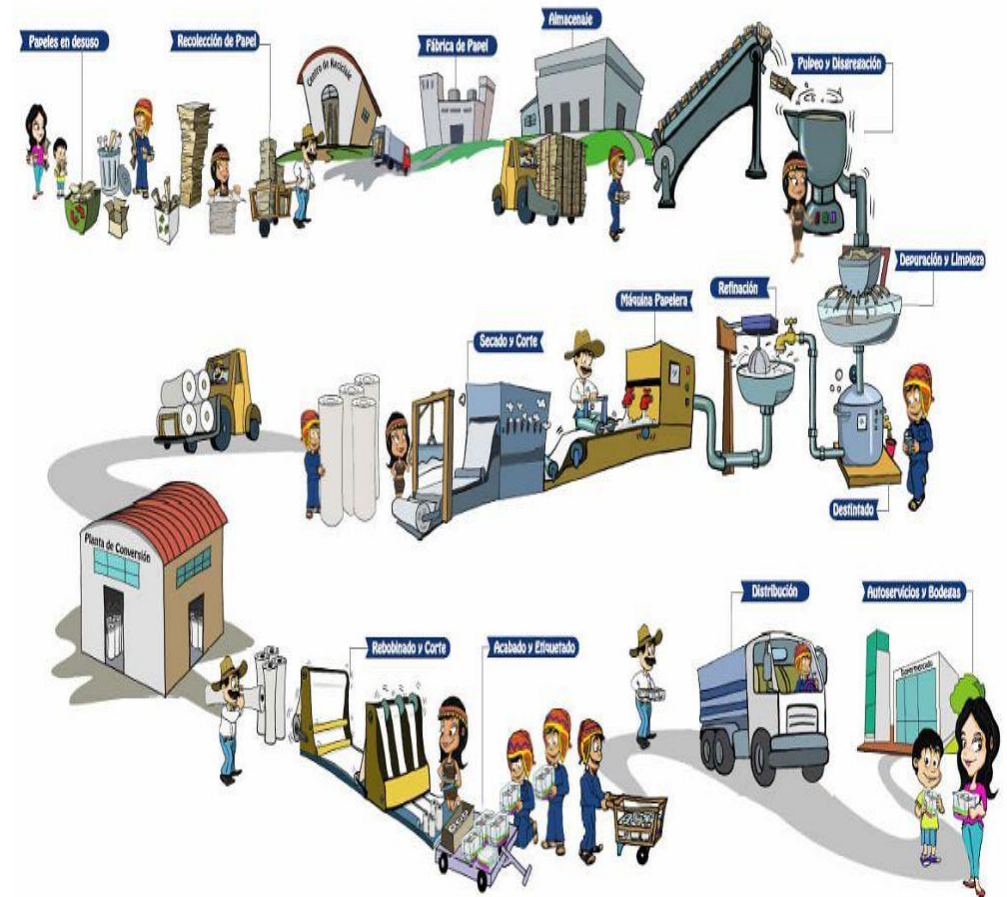 Papeles en desuso
Recolección de Papel
Centro de Reciclaje
Fábrica de Papel
Almacenaje
Pulpeo y Disgregación
Depuración y Limpieza
Refinación
Máquina Papelera
Secado y Corte
Destintado
Planta de Conversión
Rebobinado y Corte
Acabado y Etiquetado
Distribución
Autoservicios y Bodegas
Supermercado